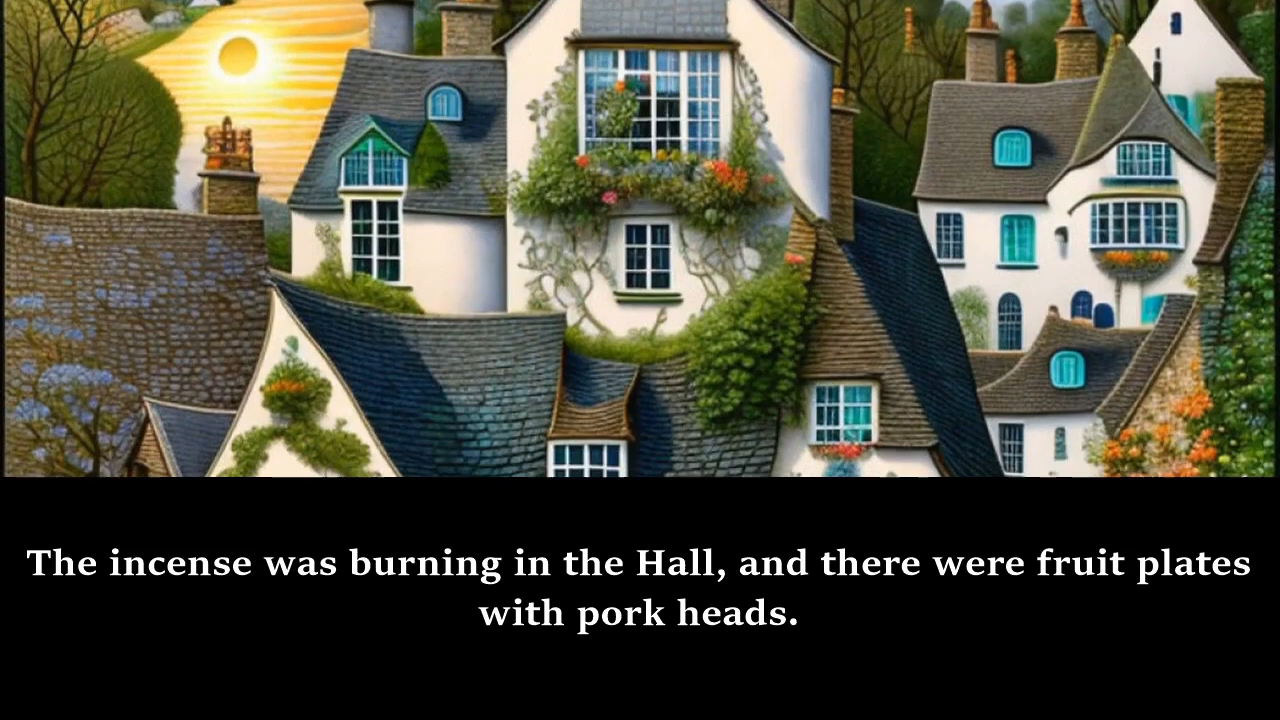 The incense was burning in the Hall, and there were fruit plates
with pork heads.